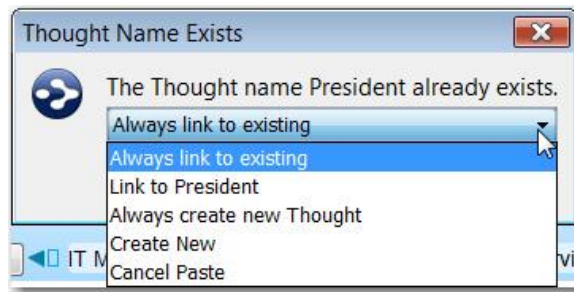 Thought Name Exists
The Thought name President already exists.
Always link to existing
Always link to existing
Link to President
Always create new Thought
Create New
Cancel Paste
IT